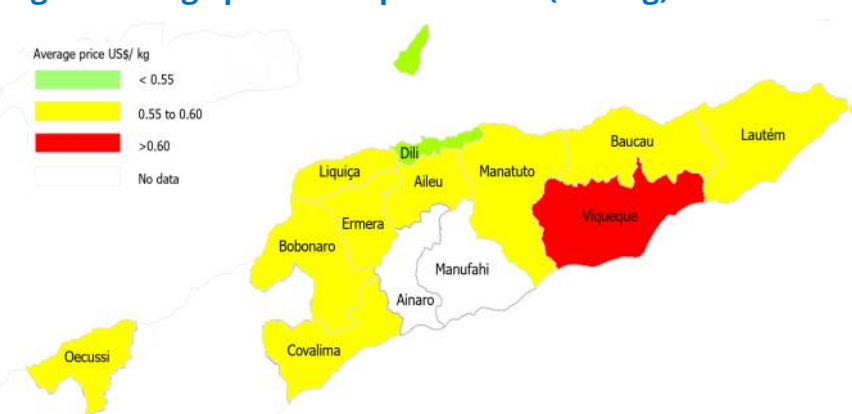 Average price US$/ kg
< 0.55
0.55 to 0.60
>0.60
No data
Dili
Baucau
Lautém
Liquiça
Aileu
Manatuto
Ermera
Viqueque
Bobonaro
Manufahi
Ainaro
Covalima
Oecussi